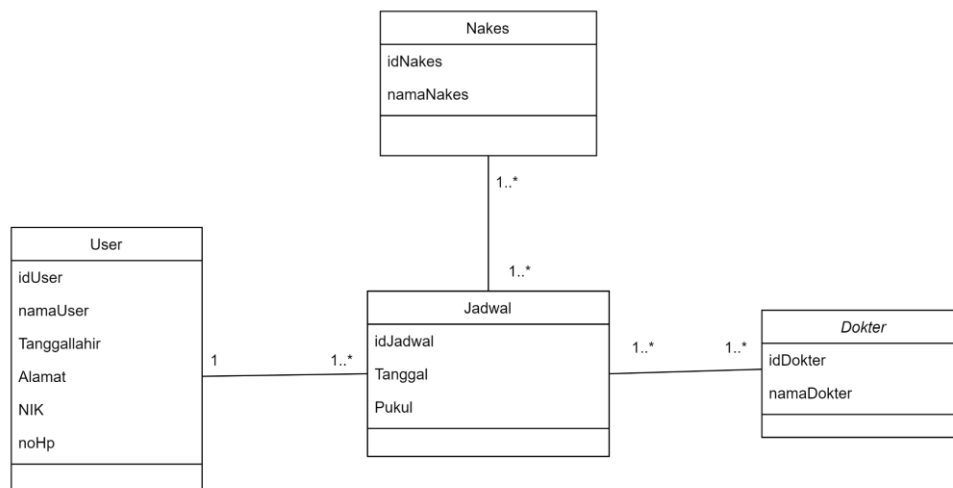 Nakes
idNakes
namaNakes
1..*
1..*
User
idUser
namaUser
Tanggallahir
Alamat
NIK
noHp
1
1..*
Jadwal
idJadwal
Tanggal
Pukul
1..*
1..*
Dokter
idDokter
namaDokter